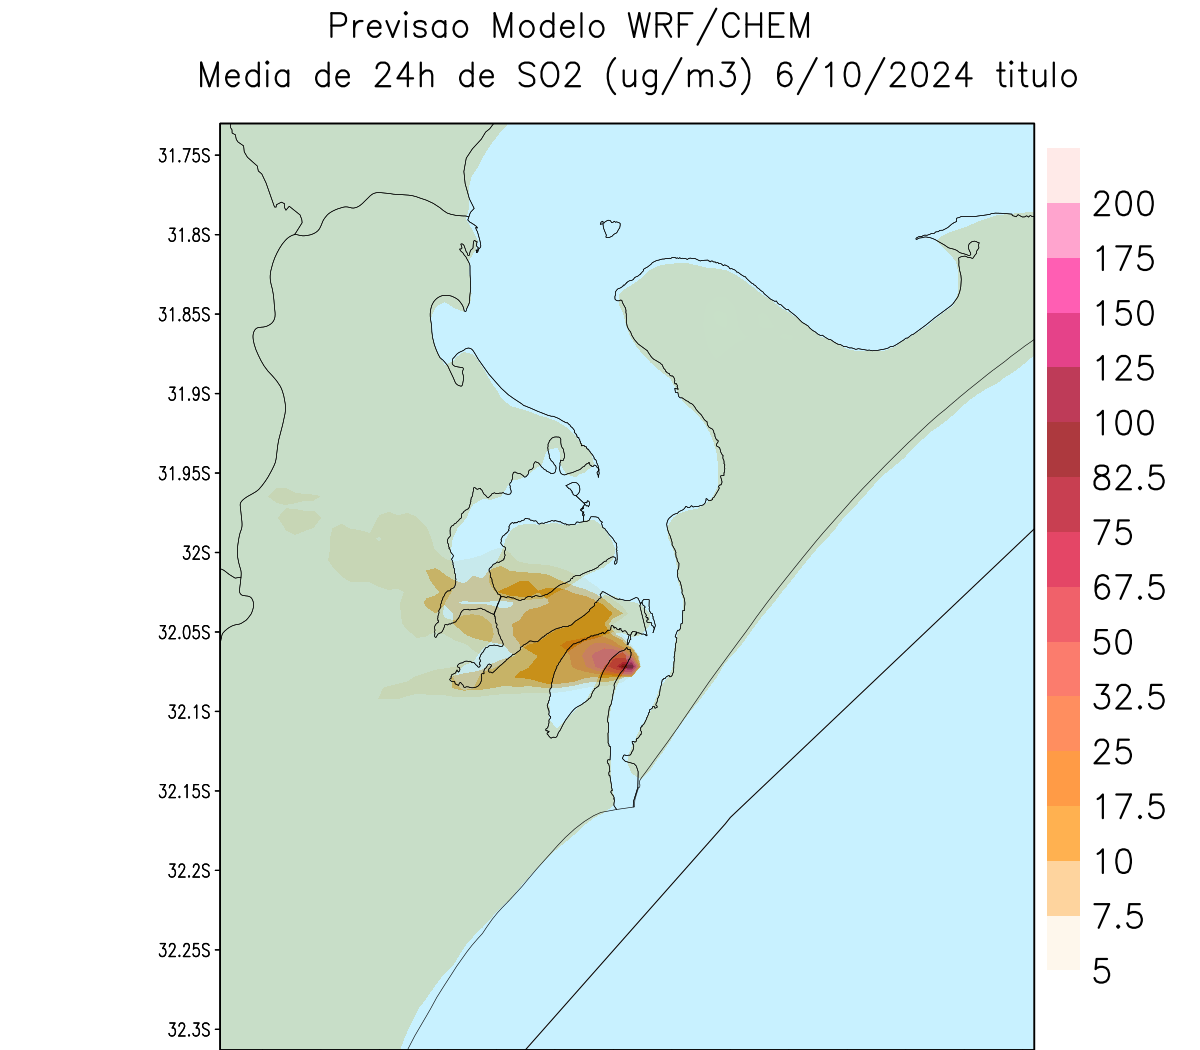 Previsao Modelo WRF/CHEM
Media de 24h de SO2 (ug/m3) 6/10/2024 titulo
31.75S
31.8S
31.85S
31.9S
31.95S
32S
32.05S
32.1S
32.15S
32.2S
32.25S
32.3S
200
175
150
125
100
82.5
75
67.5
50
32.5
25
17.5
10
7.5
5